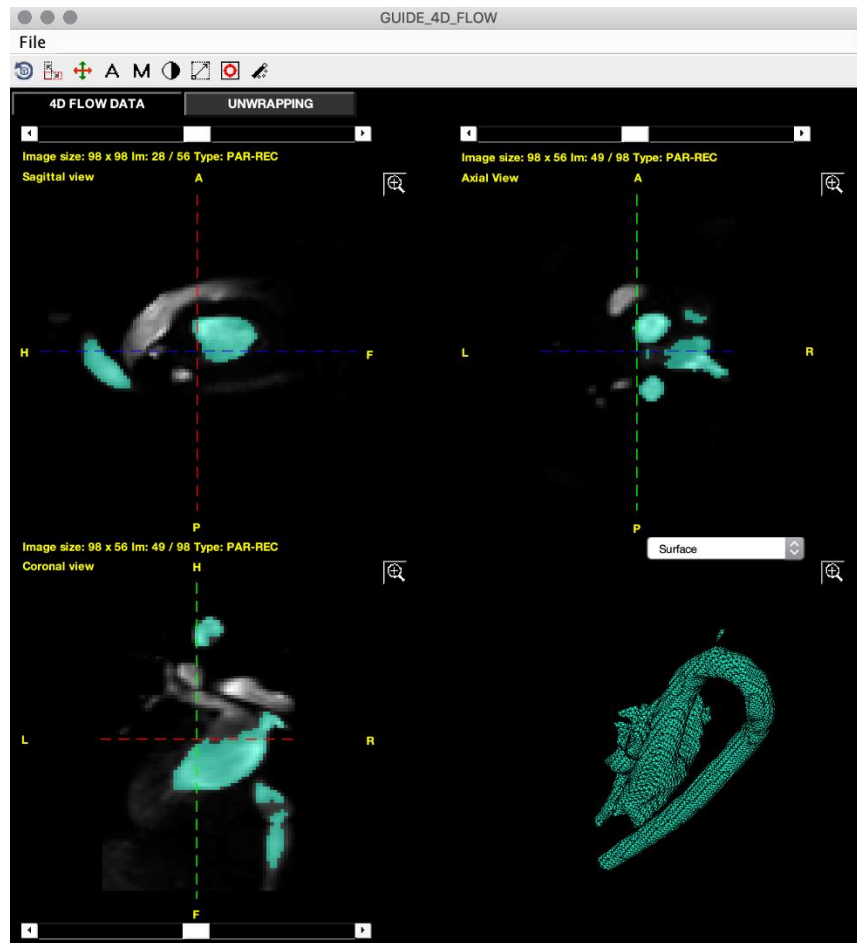 GUIDE_4D_FLOW
File
A M
4D FLOW DATA UNWRAPPING
Image size: 98 x 98 Im: 28 / 56 Type: PAR-REC
Sagittal view
A
H
F
P
Image size: 98 x 56 Im: 49 / 98 Type: PAR-REC
Axial View
A
L
R
P
Image size: 98 x 56 Im: 49 / 98 Type: PAR-REC
Coronal view
H
L
R
F
Surface